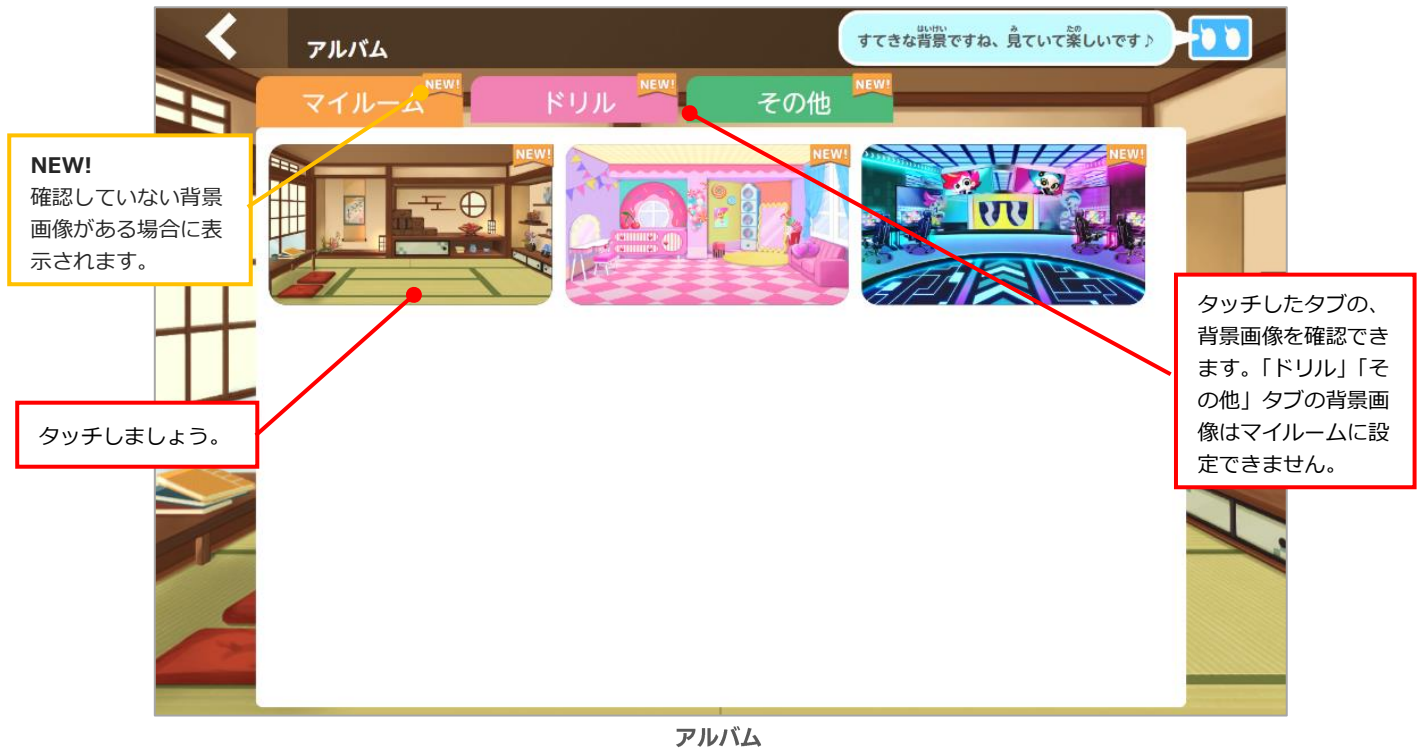 アルバム
はいけい み たの
すてきな背景ですね、見ていて楽しいです♪
マイルーム
NEW!
ドリル
NEW!
その他
NEW!
NEW!
NEW!
NEW!
NEW!
確認していない背景
画像がある場合に表
示されます。
タッチしましょう。
タッチしたタブの、
背景画像を確認でき
ます。「ドリル」「そ
の他」タブの背景画
像はマイルームに設
定できません。
アルバム